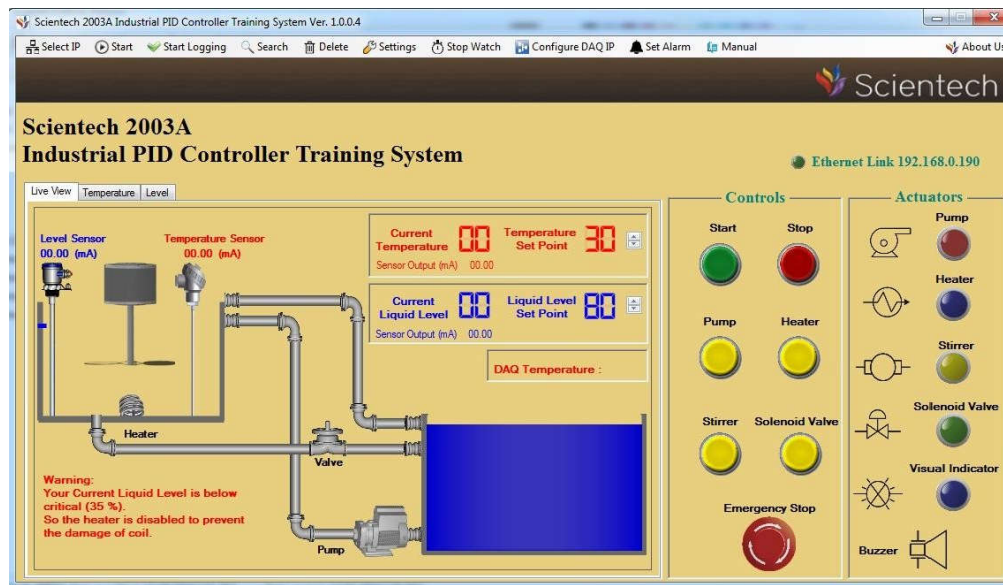 Scientech 2003A Industrial PID Controller Training System Ver. 1.0.0.4
Select IP Start Start Logging Search Delete Settings Stop Watch Configure DAQ IP Set Alarm Manual About Us
Scientech
Scientech 2003A
Industrial PID Controller Training System
Ethernet Link 192.168.0.190
Live View Temperature Level
Level Sensor
00.00 (mA)
Temperature Sensor
00.00 (mA)
Current
Temperature
00
Temperature
Set Point
30
Sensor Output (mA) 00.00
Current
Liquid Level
00
Liquid Level
Set Point
80
Sensor Output (mA) 00.00
DAQ Temperature :
Heater
Valve
Pump
Warning:
Your Current Liquid Level is below
critical (35 %).
So the heater is disabled to prevent
the damage of coil.
Controls
Start Stop
Pump Heater
Stirrer Solenoid Valve
Emergency Stop
Actuators
Pump
Heater
Stirrer
Solenoid Valve
Visual Indicator
Buzzer